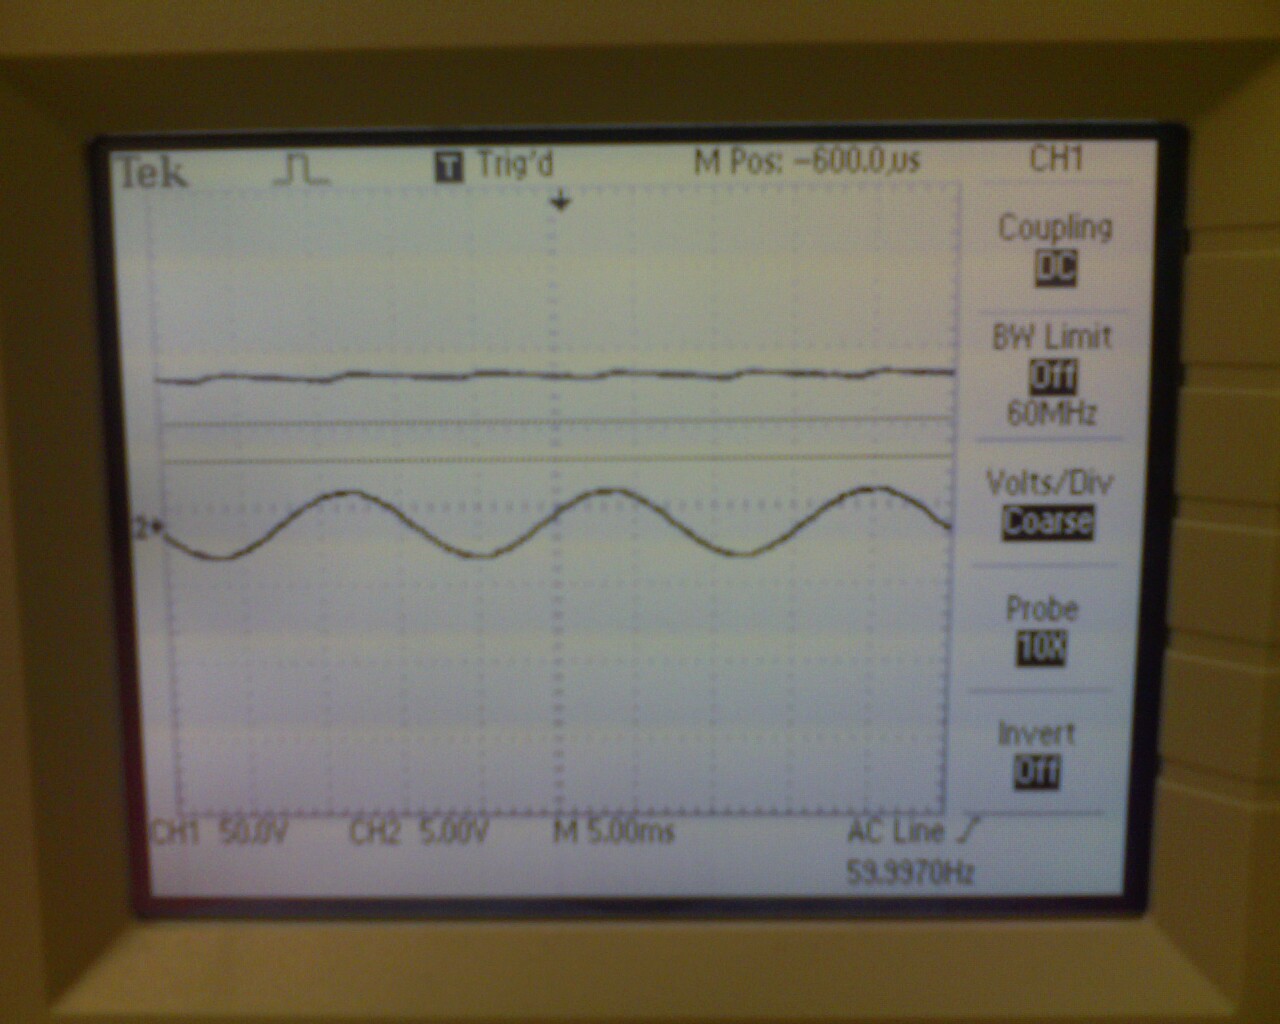 Tek T Trig'd M Pos: -600.0µs CH1
Coupling
DC
BW Limit
Off
60MHz
Volts/Div
Coarse
2
Probe
10X
Invert
Off
CH1 50.0V CH2 5.00V M 5.00ms AC Line
59.9970Hz